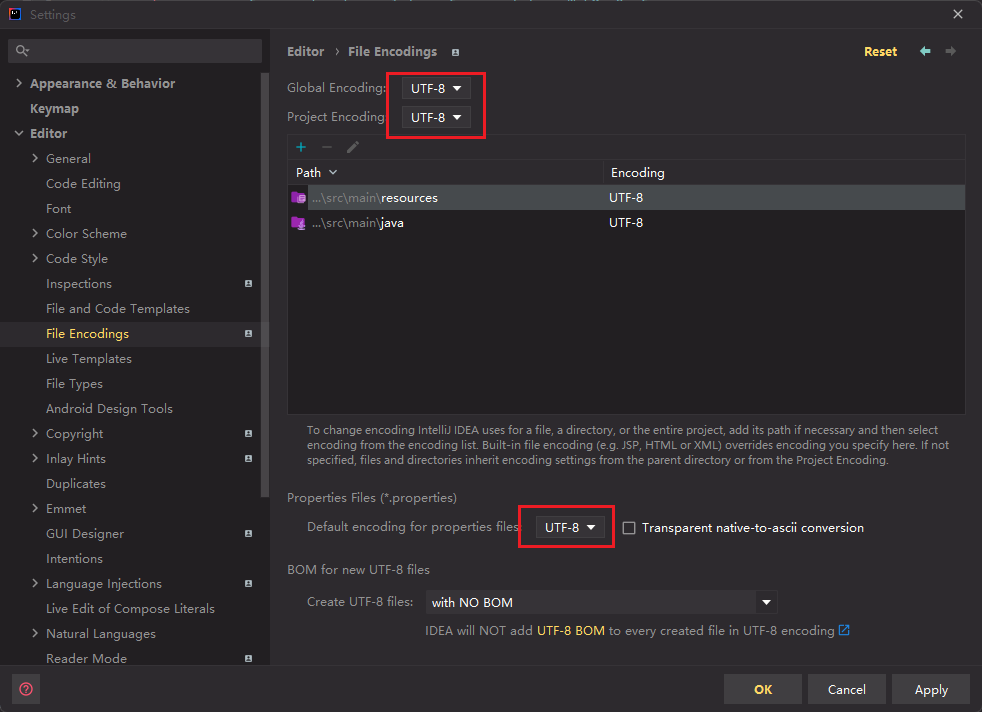 Settings
Appearance & Behavior
Keymap
Editor
General
Code Editing
Font
Color Scheme
Code Style
Inspections
File and Code Templates
File Encodings
Live Templates
File Types
Android Design Tools
Copyright
Inlay Hints
Duplicates
Emmet
GUI Designer
Intentions
Language Injections
Live Edit of Compose Literals
Natural Languages
Reader Mode
Editor › File Encodings
Reset
Global Encoding: UTF-8
Project Encoding UTF-8
Path Encoding
...\src\main\resources UTF-8
...\src\main\java UTF-8
To change encoding IntelliJ IDEA uses for a file, a directory, or the entire project, add its path if necessary and then select
encoding from the encoding list. Built-in file encoding (e.g. JSP, HTML or XML) overrides encoding you specify here. If not
specified, files and directories inherit encoding settings from the parent directory or from the Project Encoding.
Properties Files (*.properties)
Default encoding for properties files: UTF-8 Transparent native-to-ascii conversion
BOM for new UTF-8 files
Create UTF-8 files: with NO BOM
IDEA will NOT add UTF-8 BOM to every created file in UTF-8 encoding
?
OK Cancel Apply